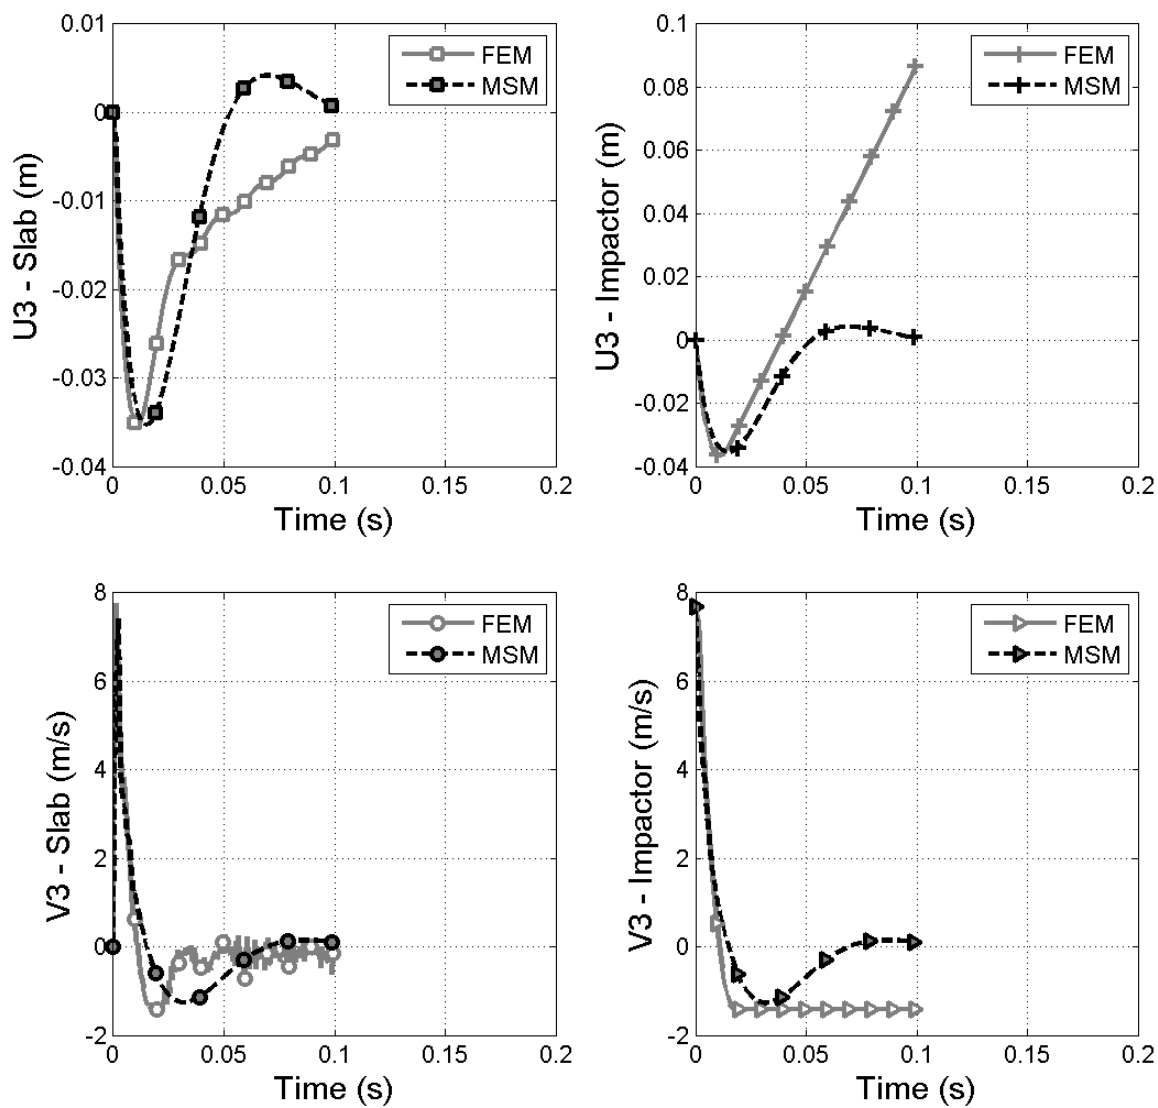 0.01
0
-0.01
-0.02
-0.03
-0.04
U3 - Slab (m)
FEM
MSM
0 0.05 0.1 0.15 0.2
Time (s)
0.1
0.08
0.06
0.04
0.02
0
-0.02
-0.04
U3 - Impactor (m)
FEM
MSM
0 0.05 0.1 0.15 0.2
Time (s)
8
6
4
2
0
-2
V3 - Slab (m/s)
FEM
MSM
0 0.05 0.1 0.15 0.2
Time (s)
8
6
4
2
0
-2
V3 - Impactor (m/s)
FEM
MSM
0 0.05 0.1 0.15 0.2
Time (s)